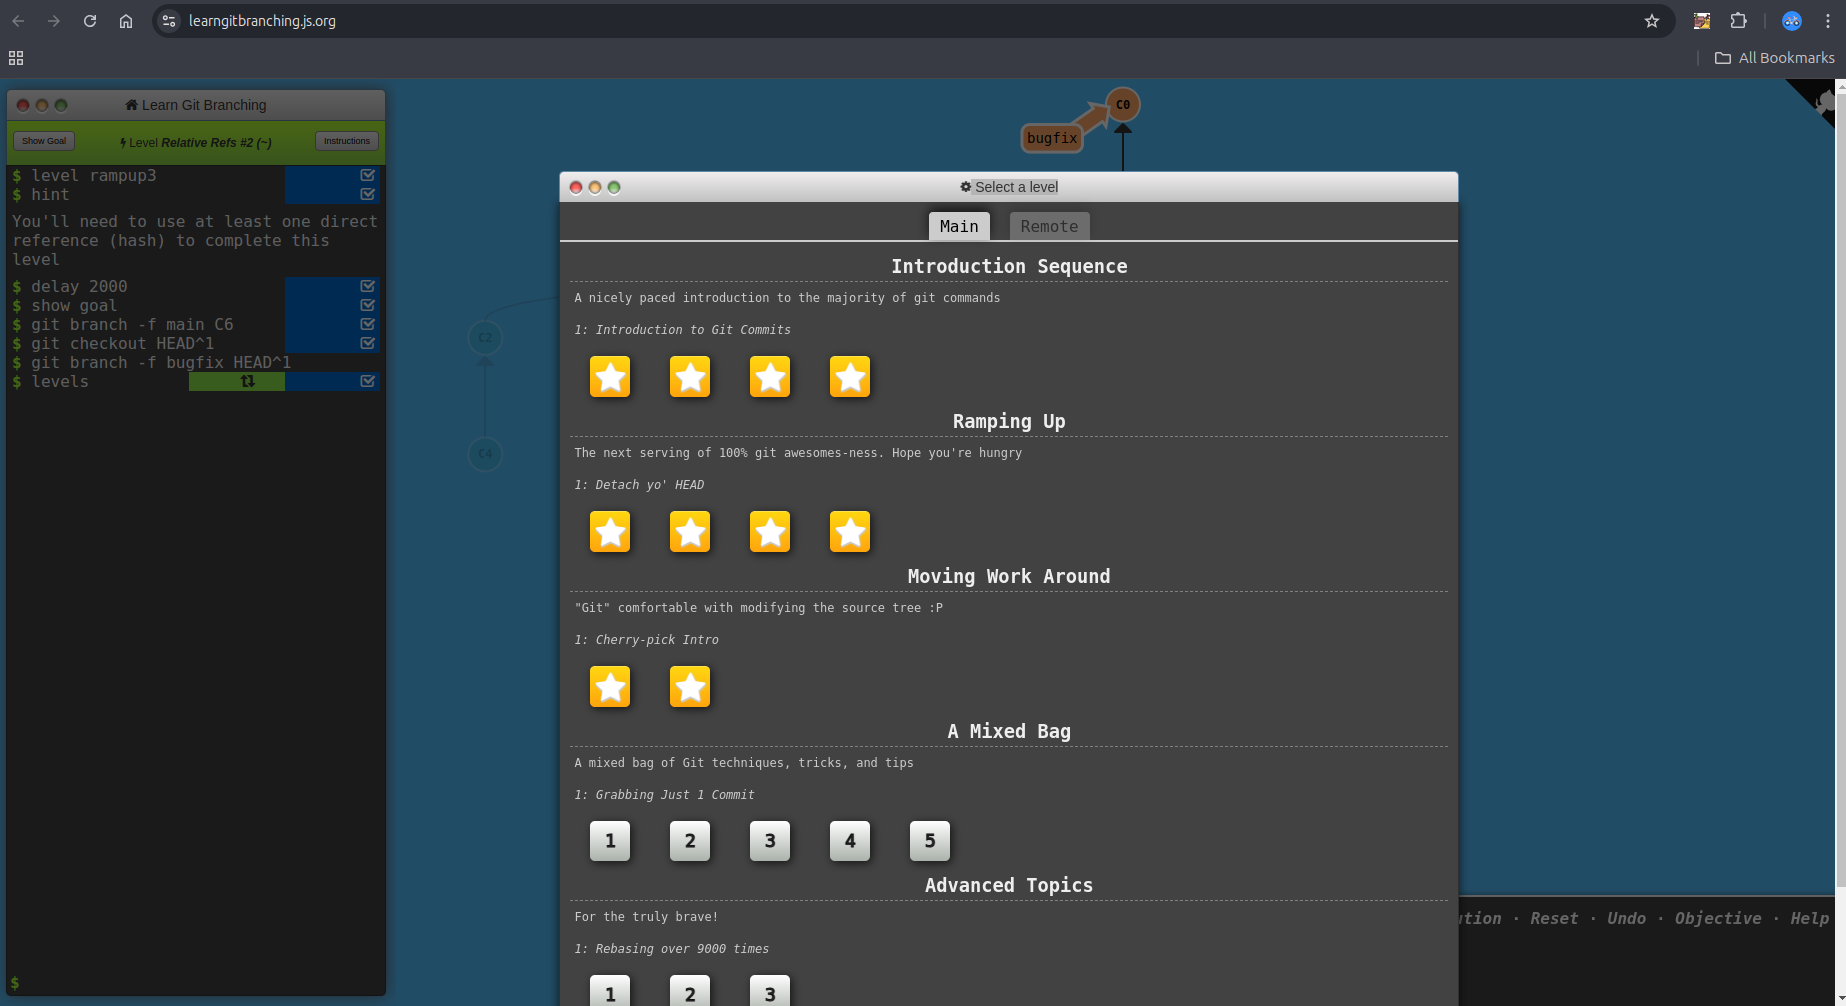 learngitbranching.js.org
All Bookmarks
Learn Git Branching
Show Goal
Level Relative Refs #2 (~)
Instructions
$ level rampup3
$ hint
You'll need to use at least one direct
reference (hash) to complete this
level
$ delay 2000
$ show goal
$ git branch -f main C6
$ git checkout HEAD^1
$ git branch -f bugfix HEAD^1
$ levels
$
C0
bugfix
C2
C4
Select a level
Main
Remote
Introduction Sequence
A nicely paced introduction to the majority of git commands
1: Introduction to Git Commits
Ramping Up
The next serving of 100% git awesomes-ness. Hope you're hungry
1: Detach yo' HEAD
Moving Work Around
"Git" comfortable with modifying the source tree :P
1: Cherry-pick Intro
A Mixed Bag
A mixed bag of Git techniques, tricks, and tips
1: Grabbing Just 1 Commit
1 2 3 4 5
Advanced Topics
For the truly brave!
1: Rebasing over 9000 times
1 2 3
ution · Reset · Undo · Objective · Help